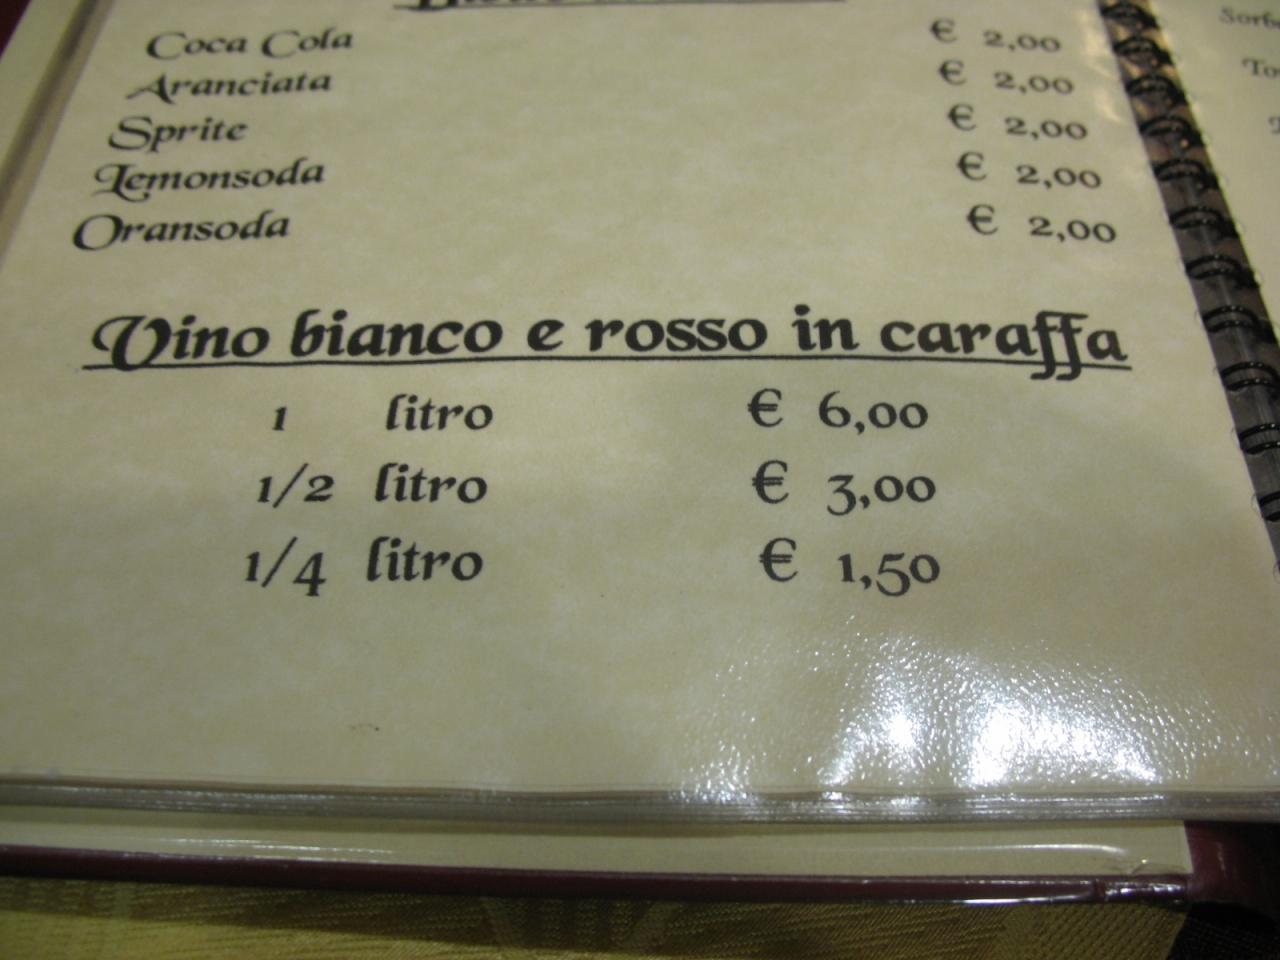 Coca Cola € 2,00
Aranciata € 2,00
Sprite € 2,00
Lemonsoda € 2,00
Oransoda € 2,00
Vino bianco e rosso in caraffa
1 litro € 6,00
1/2 litro € 3,00
1/4 litro € 1,50